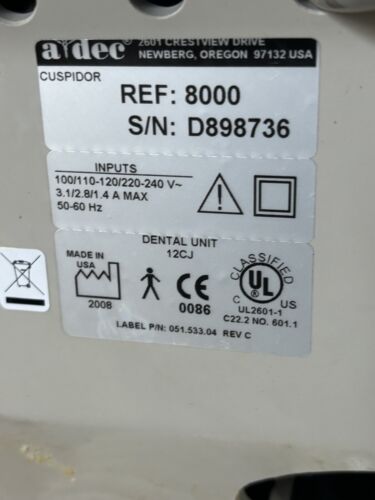 a dec 2601 CRESTVIEW DRIVE
NEWBERG, OREGON 97132 USA
CUSPIDOR
REF: 8000
S/N: D898736
INPUTS
100/110-120/220-240 V~
3.1/2.8/1.4 A MAX
50-60 Hz
DENTAL UNIT
12CJ
MADE IN
USA
2008
CE
0086
CLASSIFIED
C UL US
UL2601-1
C22.2 NO. 601.1
LABEL P/N: 051.533.04 REV C